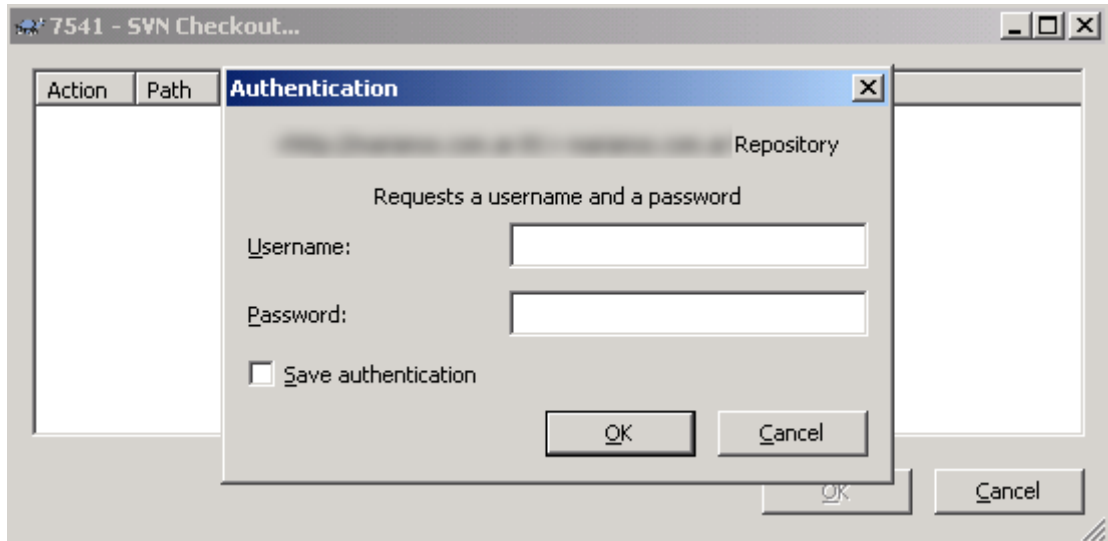 7541 - SVN Checkout...
Action Path
Authentication
Repository
Requests a username and a password
Username:
Password:
Save authentication
OK Cancel
OK Cancel